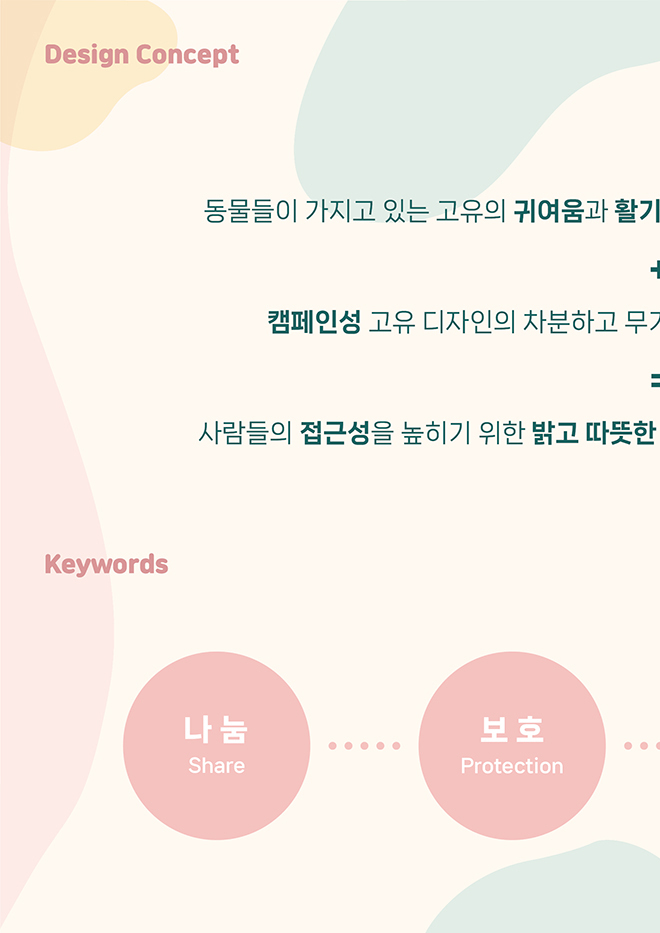 Design Concept
동물들이 가지고 있는 고유의 귀여움과 활기
+
캠페인성 고유 디자인의 차분하고 무거
=
사람들의 접근성을 높히기 위한 밝고 따뜻한
Keywords
나눔
Share
보호
Protection